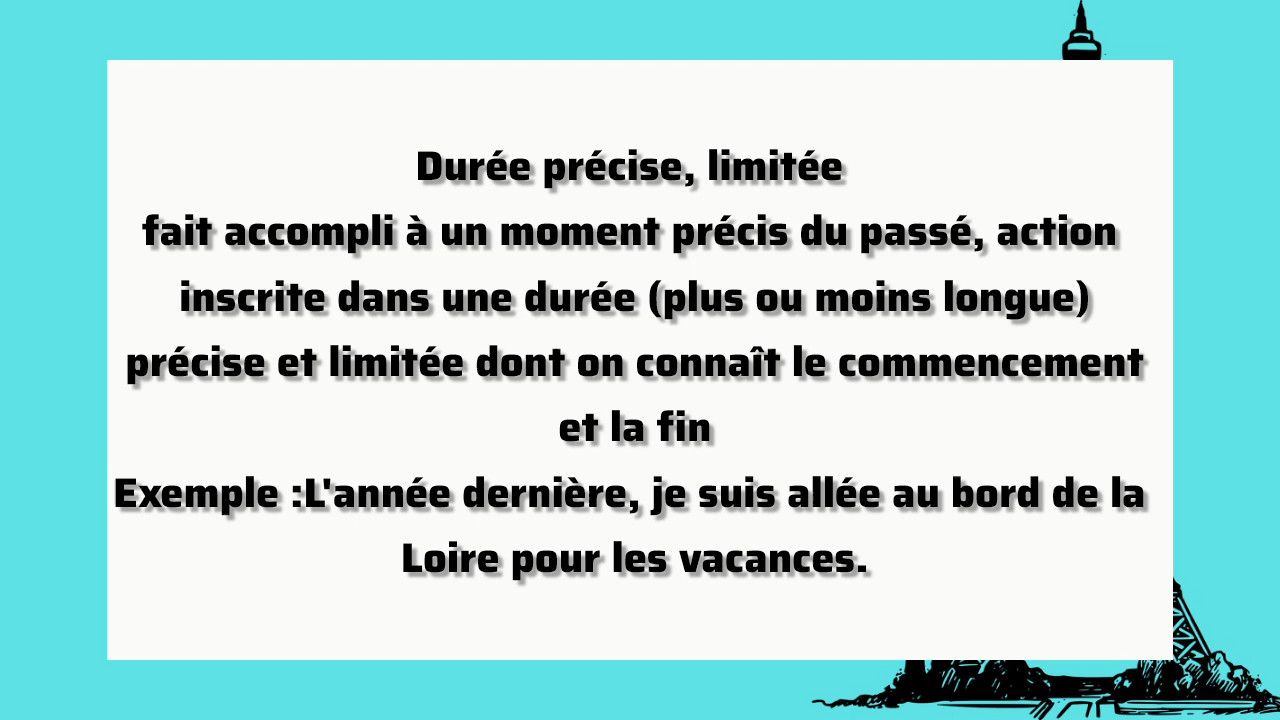 Durée précise, limitée
fait accompli à un moment précis du passé, action
inscrite dans une durée (plus ou moins longue)
précise et limitée dont on connaît le commencement
et la fin
Exemple :L'année dernière, je suis allée au bord de la
Loire pour les vacances.